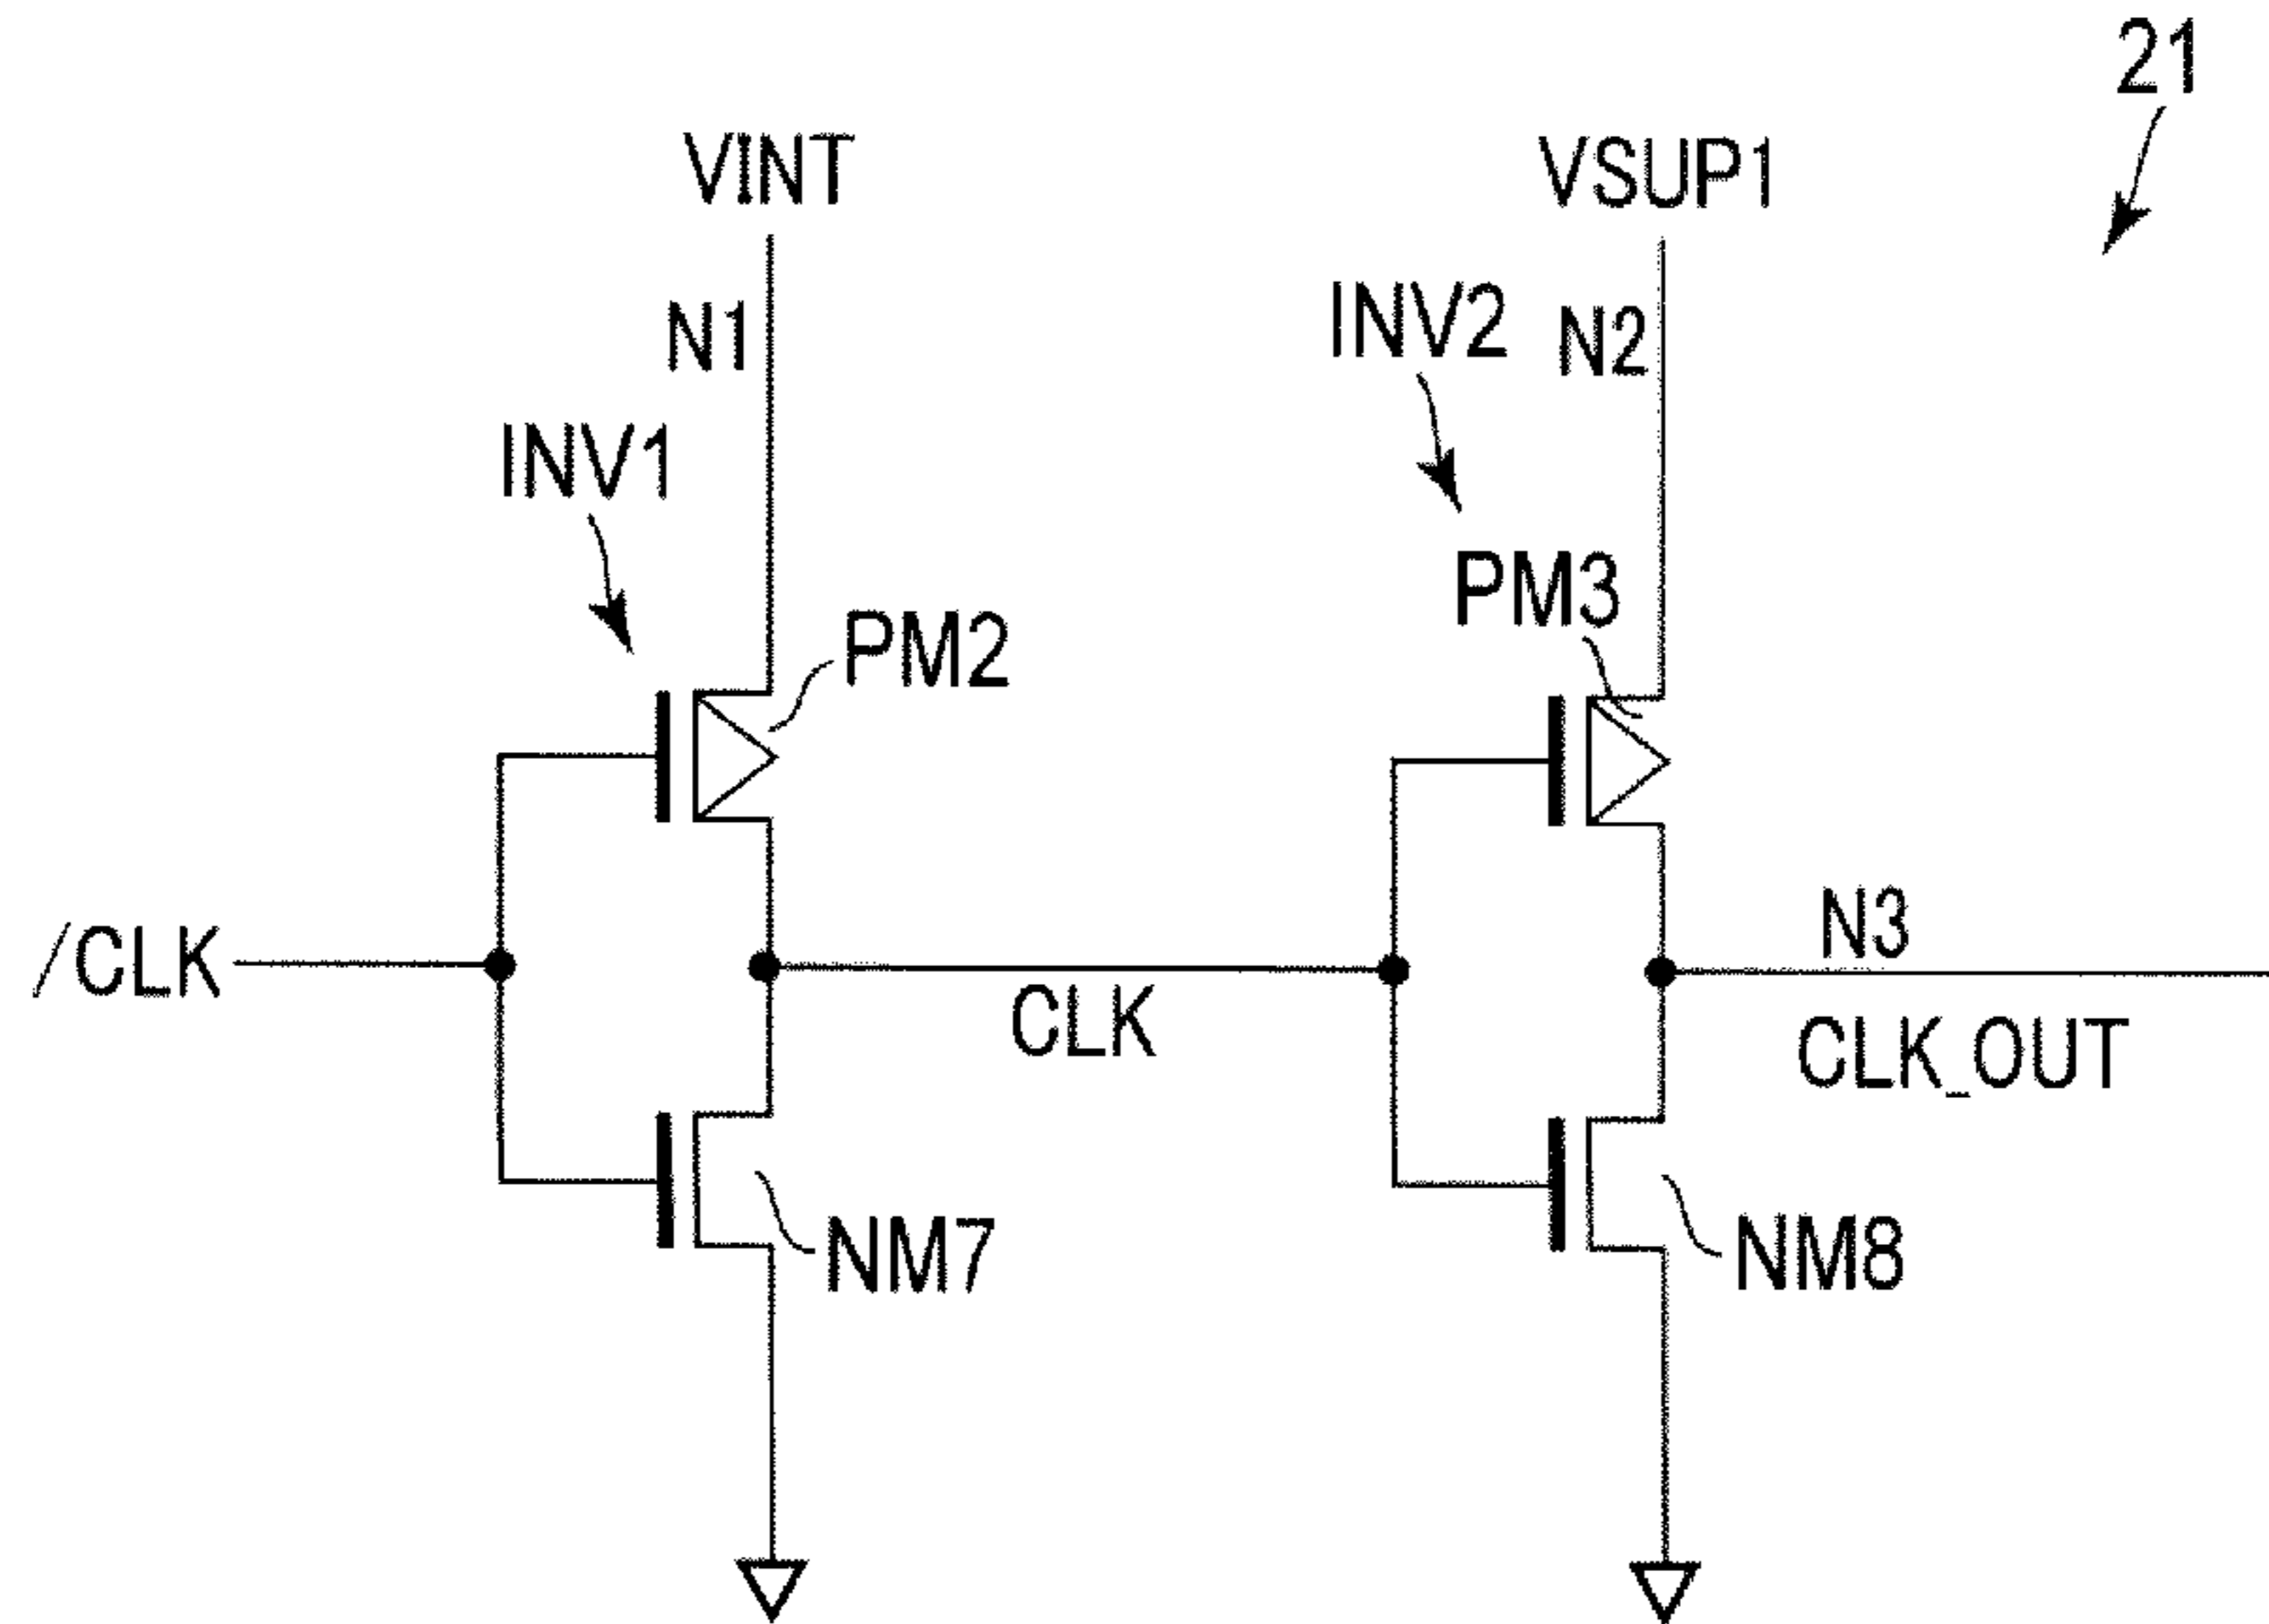 21
VINT
VSUP1
N1
INV2
N2
INV1
PM3
PM2
N3
/CLK
CLK
CLK_OUT
NM7
NM8